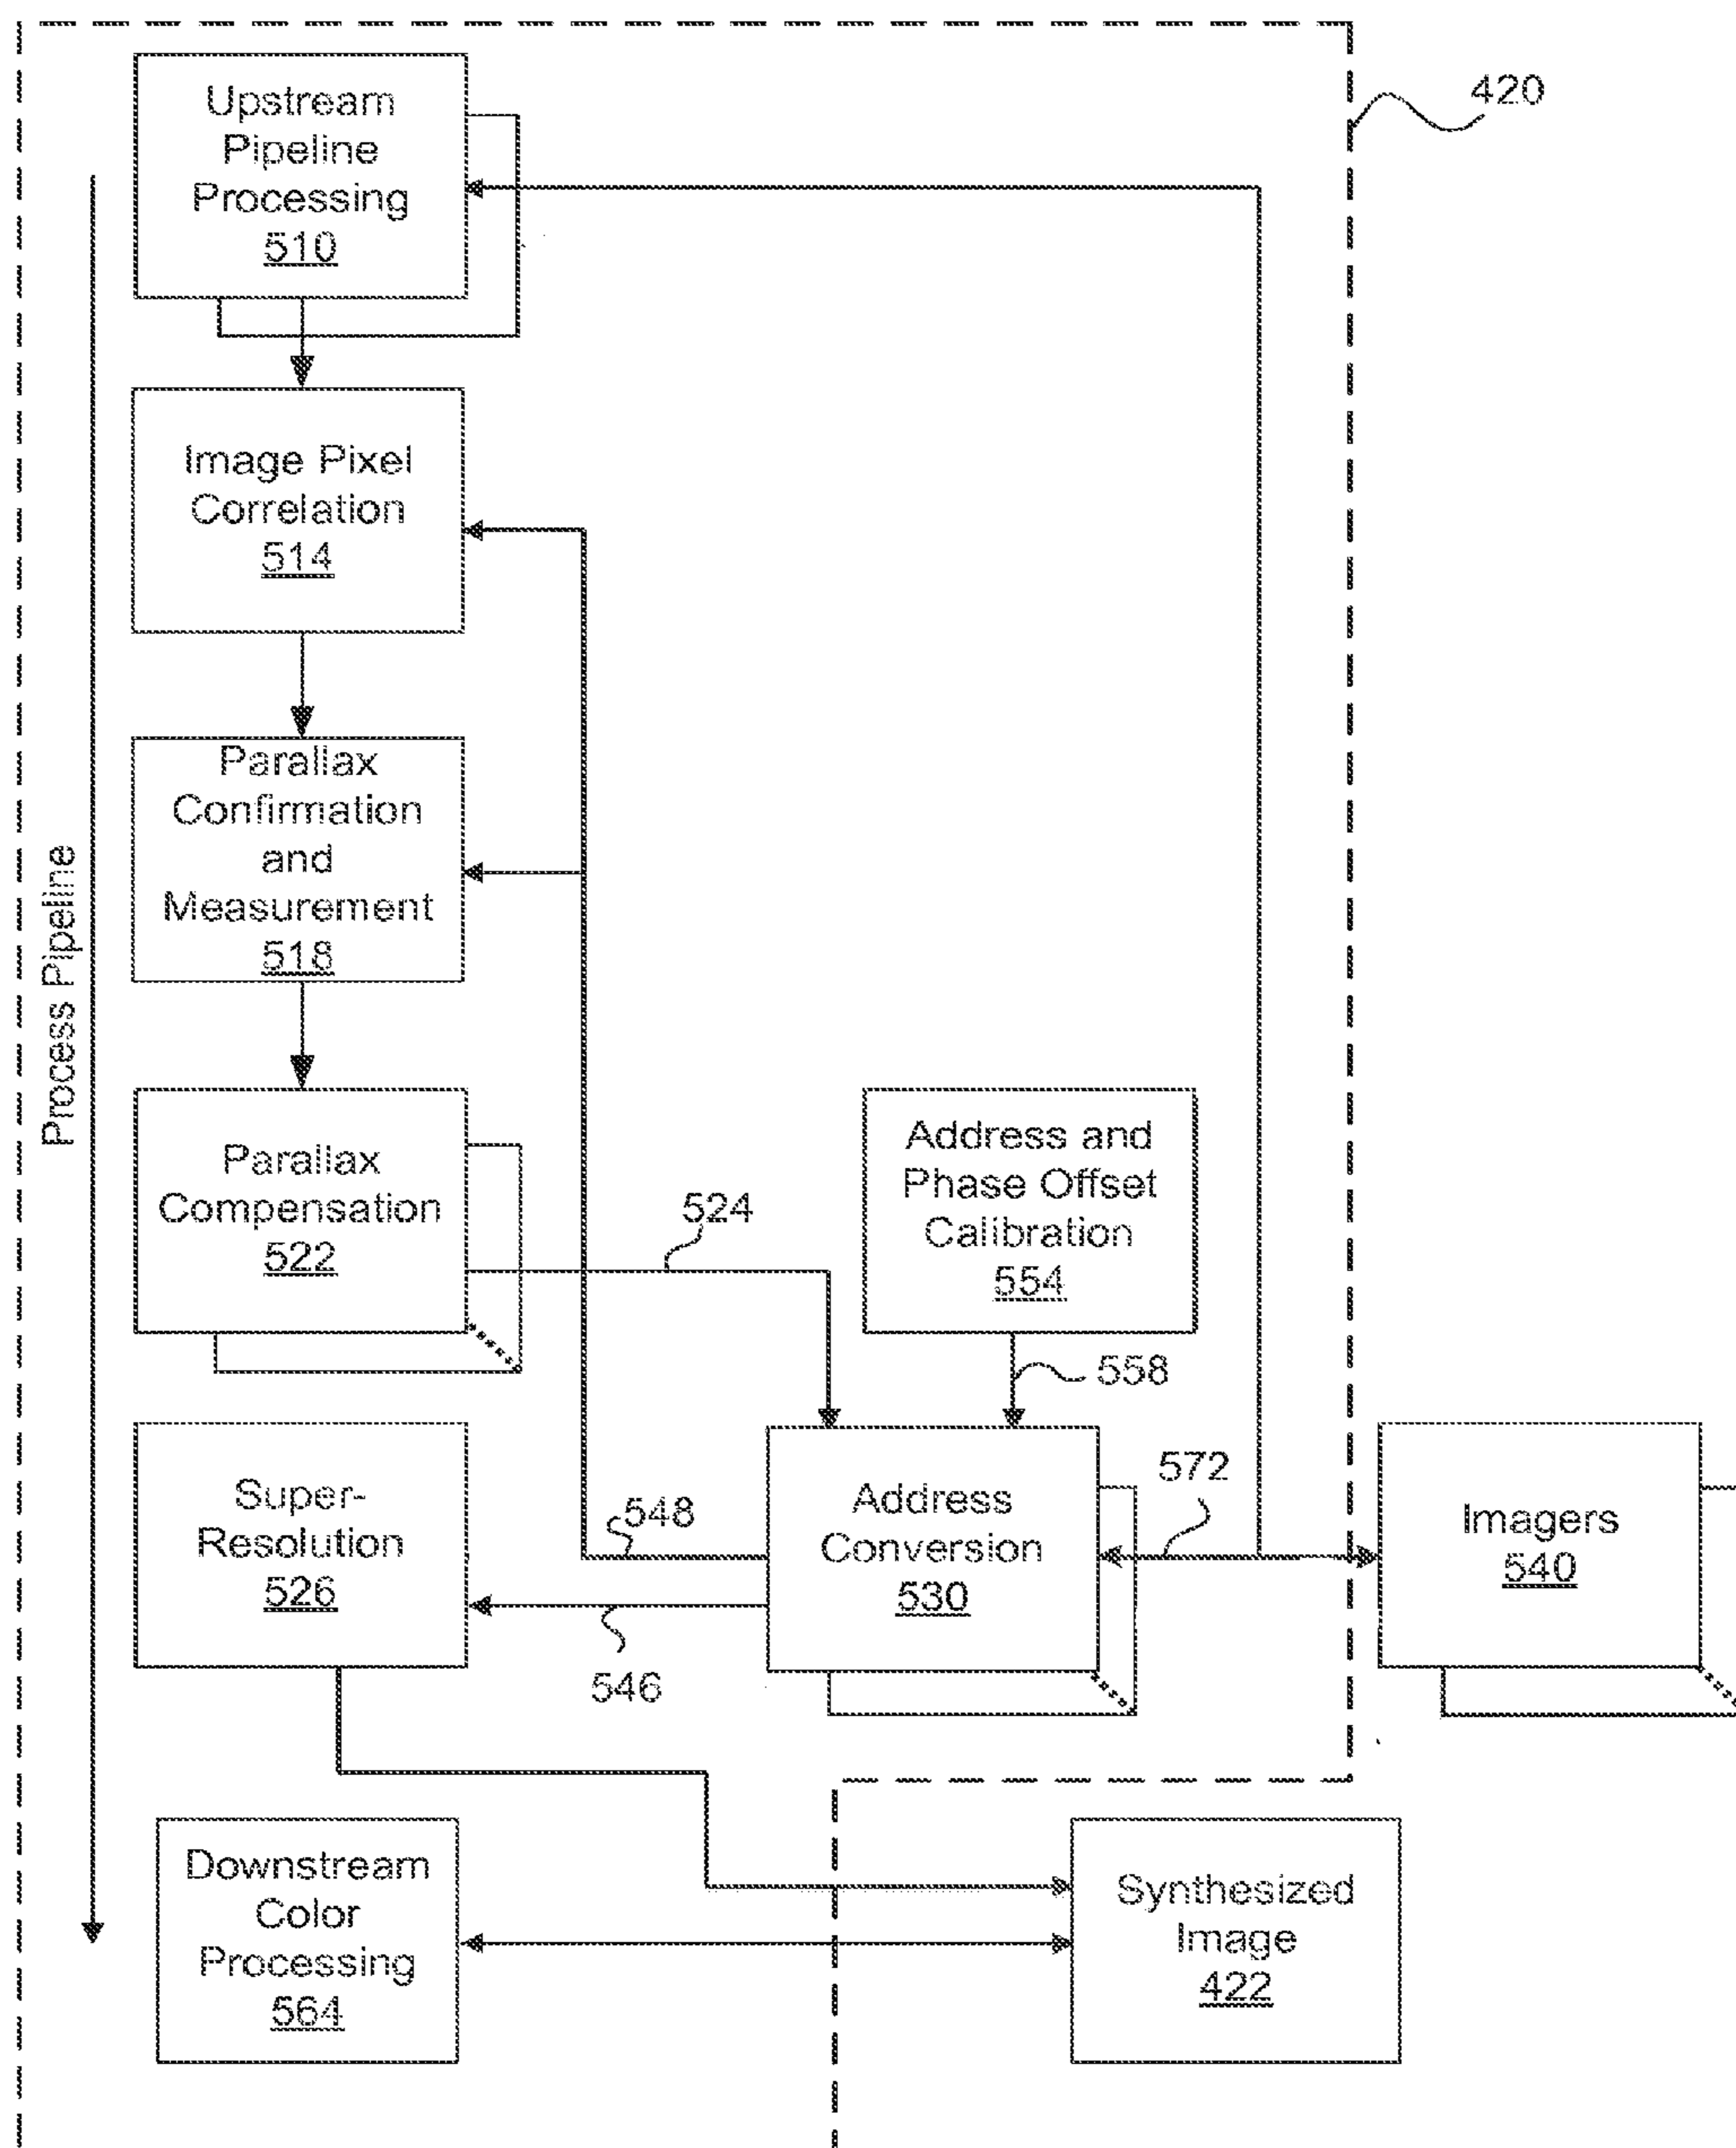 420
Upstream
Pipeline
Processing
510
Image Pixel
Correlation
514
Parallax
Confirmation
and
Measurement
518
Process Pipeline
Parallax
Compensation
522
524
Address and
Phase Offset
Calibration
554
558
Super-
Resolution
526
548
546
Address
Conversion
530
572
Imagers
540
Downstream
Color
Processing
564
Synthesized
Image
422